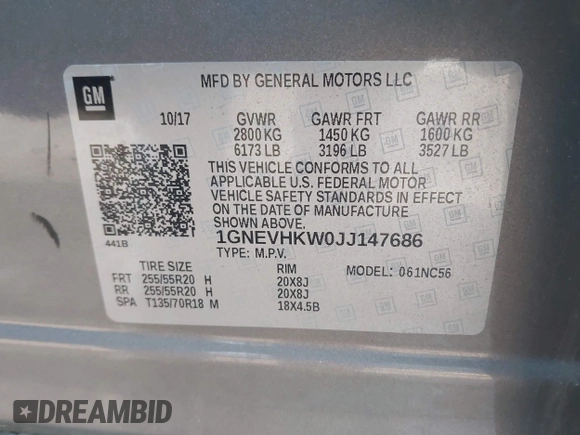 GM
MFD BY GENERAL MOTORS LLC
10/17 GVWR GAWR FRT GAWR RR
2800 KG 1450 KG 1600 KG
6173 LB 3196 LB 3527 LB
THIS VEHICLE CONFORMS TO ALL
APPLICABLE U.S. FEDERAL MOTOR
VEHICLE SAFETY STANDARDS IN EFFECT
ON THE DATE OF MANUFACTURE
SHOWN ABOVE.
441B
1GNEVHKW0JJ147686
TYPE: M.P.V. MODEL: 061NC56
TIRE SIZE RIM
FRT 255/55R20 H 20X8J
RR 255/55R20 H 20X8J
SPA T135/70R18 M 18X4.5B
DREAMBID